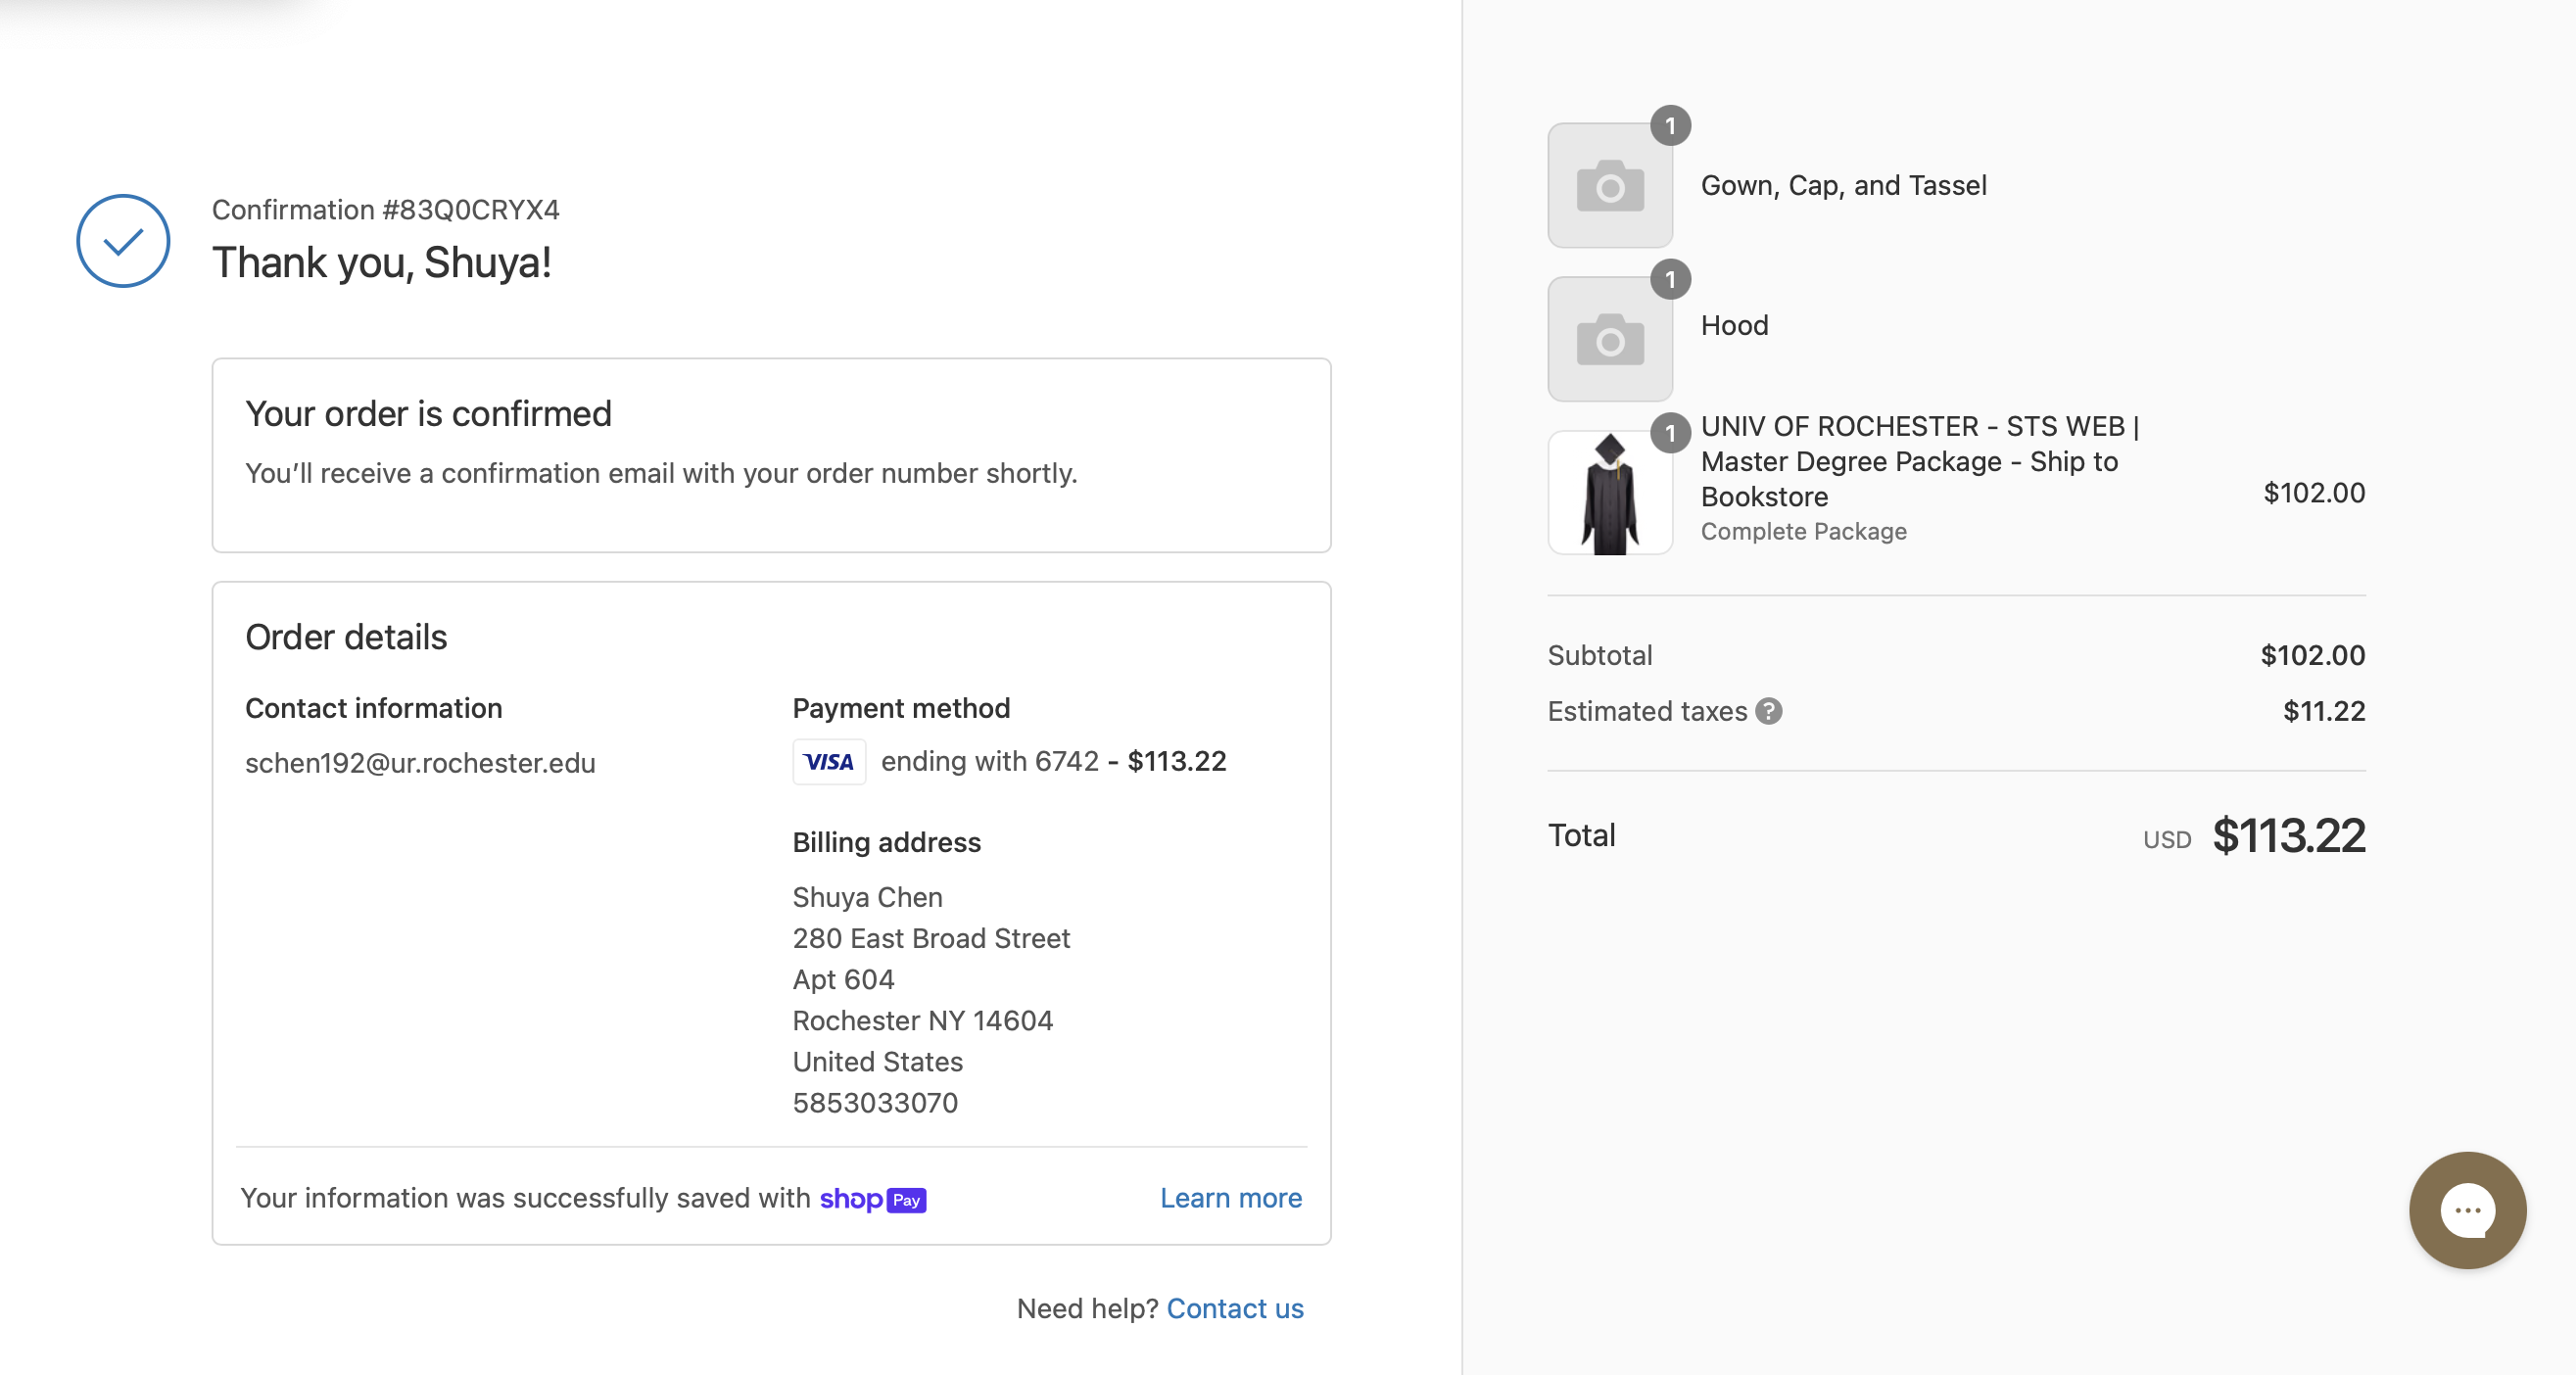 Confirmation #83Q0CRYX4
Thank you, Shuya!
Your order is confirmed
You'll receive a confirmation email with your order number shortly.
Order details
Contact information
schen192@ur.rochester.edu
Payment method
VISA ending with 6742 - $113.22
Billing address
Shuya Chen
280 East Broad Street
Apt 604
Rochester NY 14604
United States
5853033070
Your information was successfully saved with shop Pay
Learn more
Need help? Contact us
1
Gown, Cap, and Tassel
1
Hood
1
UNIV OF ROCHESTER - STS WEB |
Master Degree Package - Ship to
Bookstore
Complete Package
$102.00
Subtotal $102.00
Estimated taxes ? $11.22
Total USD $113.22